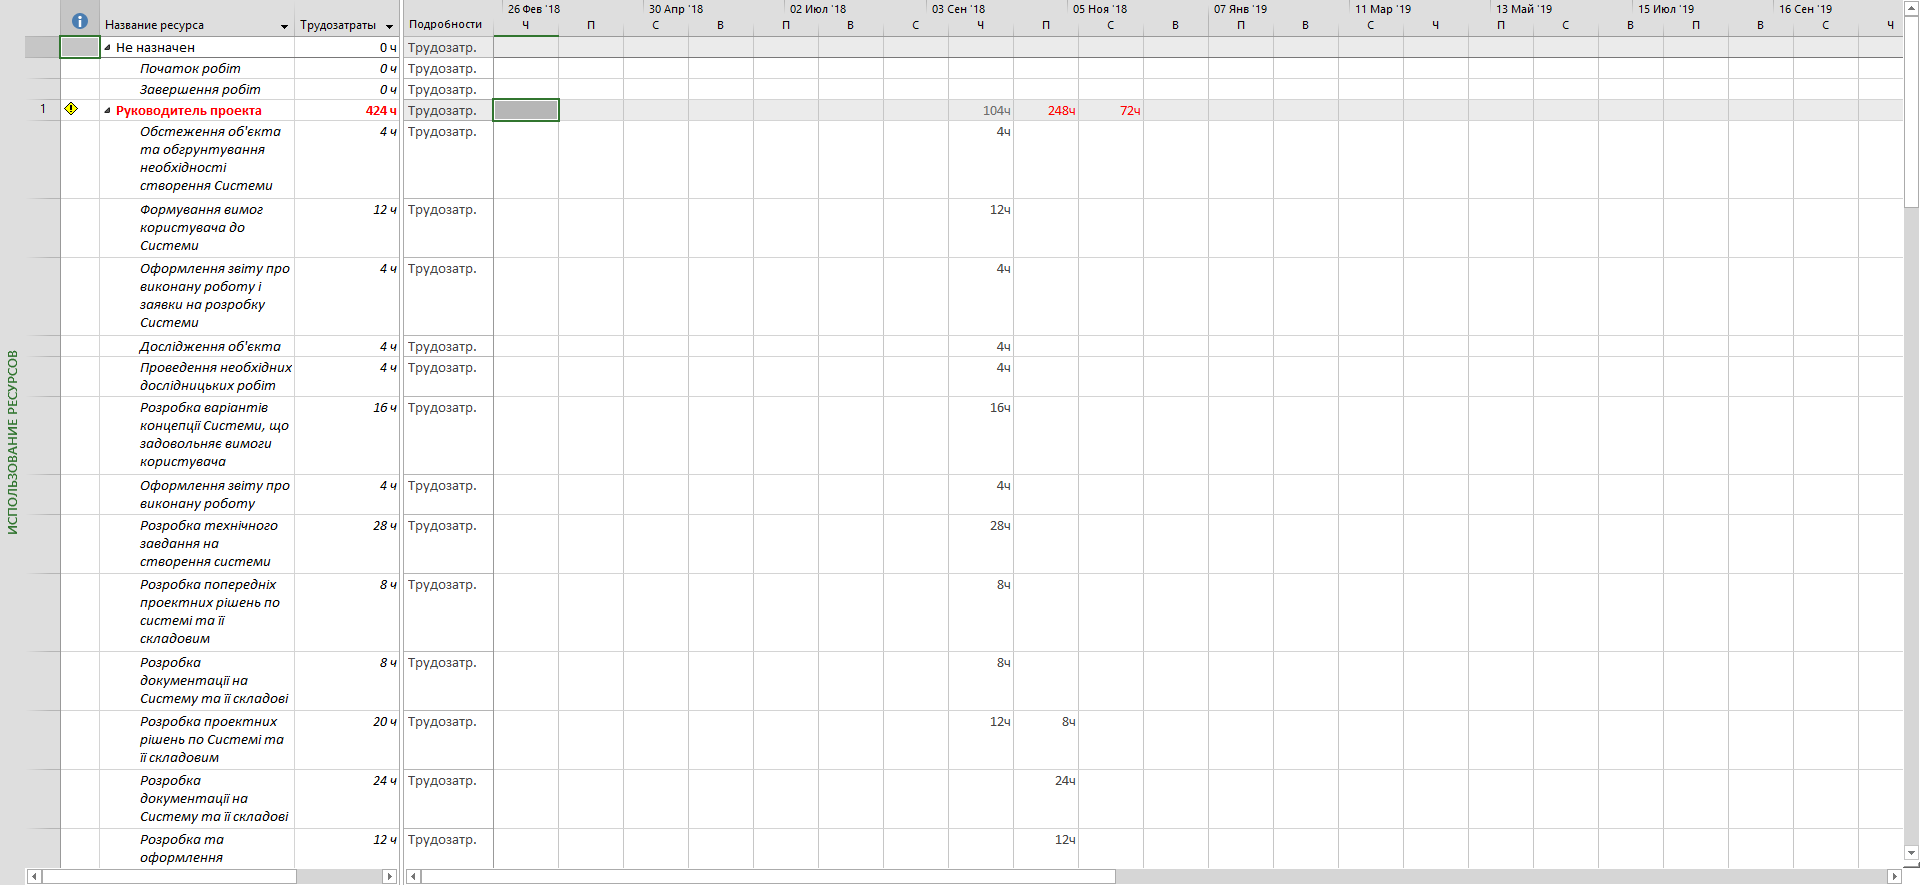 26 Фев '18 30 Апр '18 02 Июл '18 03 Сен '18 05 Ноя '18 07 Янв '19 11 Мар '19 13 Май '19 15 Июл '19 16 Сен '19
Название ресурса Трудозатраты Подробности Ч П С В П В С Ч П С В П В С Ч П С В П В С Ч
Не назначен 0 ч Трудозатр.
Початок робіт 0 ч Трудозатр.
Завершення робіт 0 ч Трудозатр.
1 Руководитель проекта 424 ч Трудозатр. 104ч 248ч 72ч
Обстеження об'єкта 4 ч Трудозатр. 4ч
та обгрунтування
необхідності
створення Системи
Формування вимог 12 ч Трудозатр. 12ч
користувача до
Системи
Оформлення звіту про 4 ч Трудозатр. 4ч
виконану роботу і
заявки на розробку
Системи
Дослідження об'єкта 4 ч Трудозатр. 4ч
Проведення необхідних 4 ч Трудозатр. 4ч
дослідницьких робіт
Розробка варіантів 16 ч Трудозатр. 16ч
концепції Системи, що
задовольняє вимоги
користувача
Оформлення звіту про 4 ч Трудозатр. 4ч
виконану роботу
Розробка технічного 28 ч Трудозатр. 28ч
завдання на
створення системи
Розробка попередніх 8 ч Трудозатр. 8ч
проектних рішень по
системі та її
складовим
Розробка 8 ч Трудозатр. 8ч
документації на
Систему та її складові
Розробка проектних 20 ч Трудозатр. 12ч 8ч
рішень по Системі та
її складовим
Розробка 24 ч Трудозатр. 24ч
документації на
Систему та її складові
Розробка та 12 ч Трудозатр. 12ч
оформлення
ИСПОЛЬЗОВАНИЕ РЕСУРСОВ